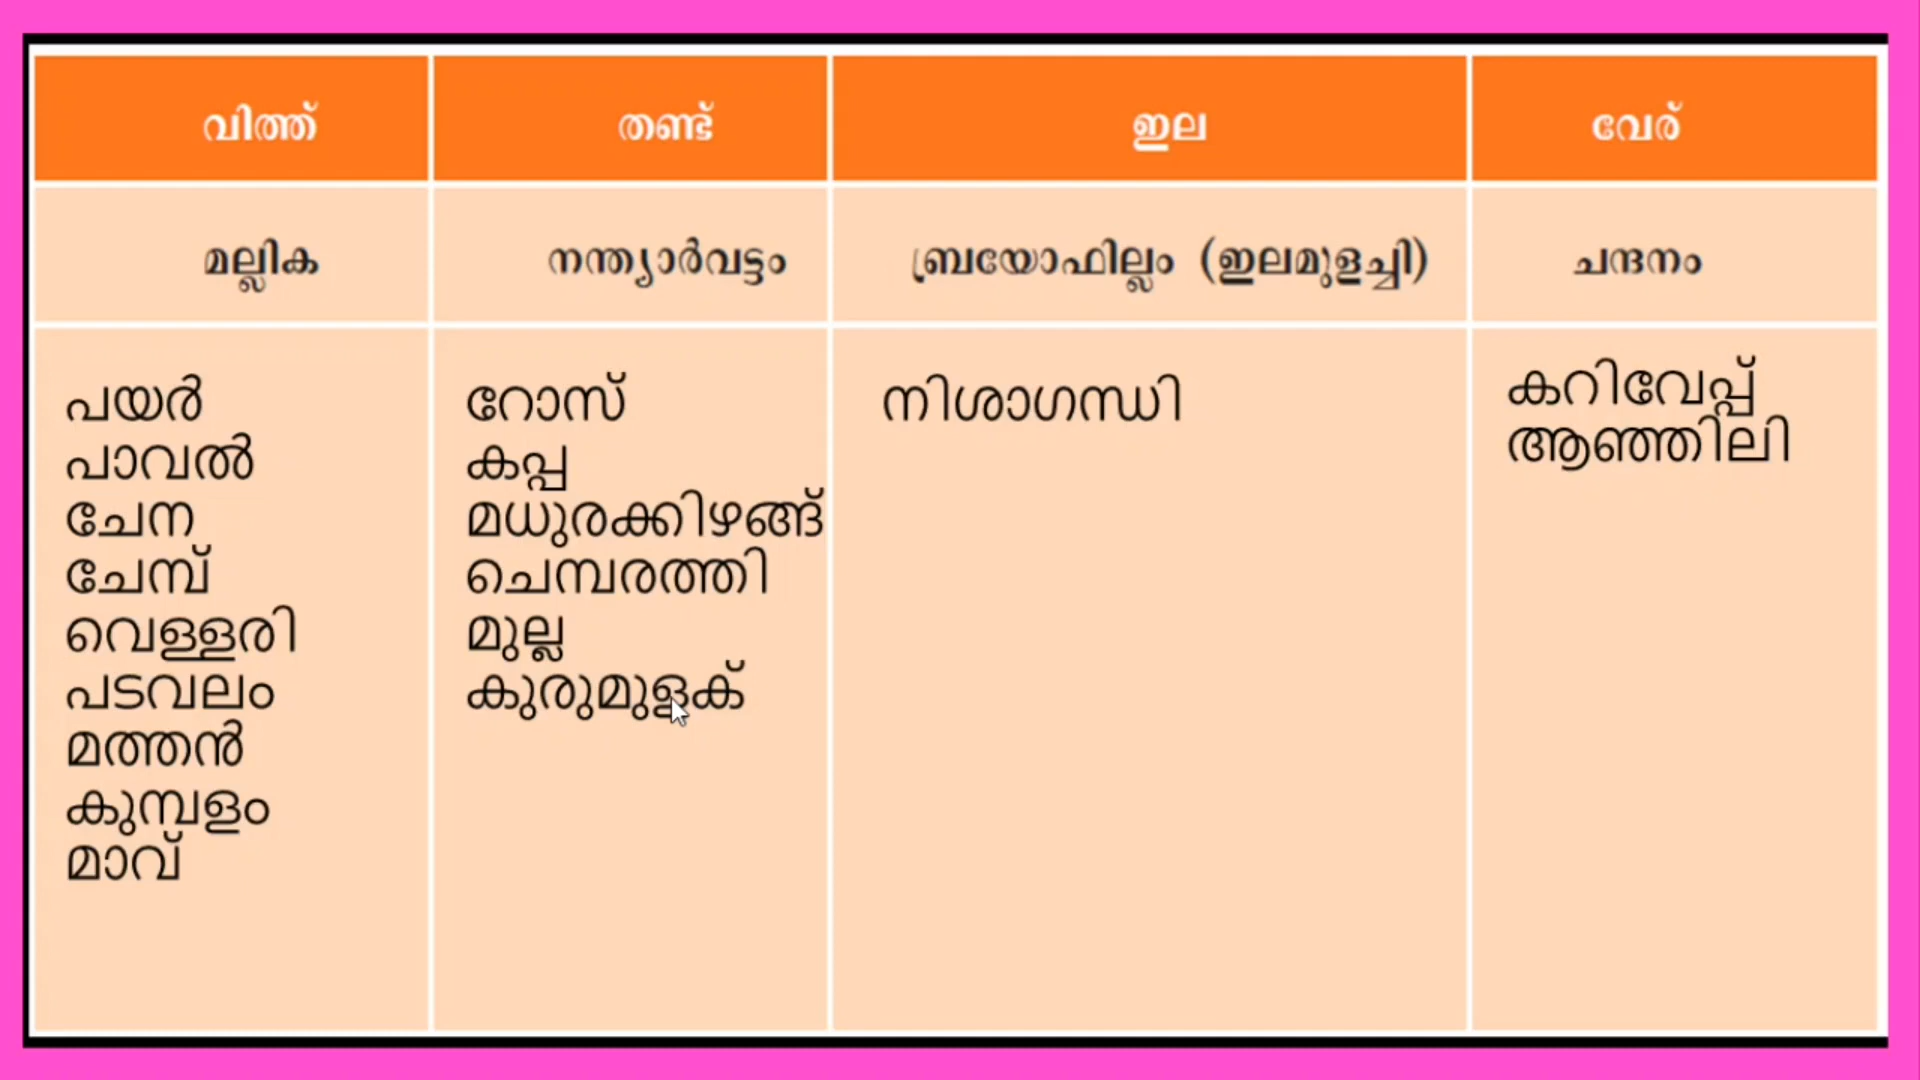 വിത്ത്
തണ്ട്
ഇല
വേര്
മല്ലിക
നന്ത്യാർവട്ടം
ബ്രയോഫില്ലം (ഇലമുളച്ചി)
ചന്ദനം
പയർ
പാവൽ
ചേന
ചേമ്പ്
വെള്ളരി
പടവലം
മത്തൻ
കുമ്പളം
മാവ്
റോസ്
കപ്പ
മധുരക്കിഴങ്ങ്
ചെമ്പരത്തി
മുല്ല
കുരുമുളക്
നിശാഗന്ധി
കറിവേപ്പ്
ആഞ്ഞിലി